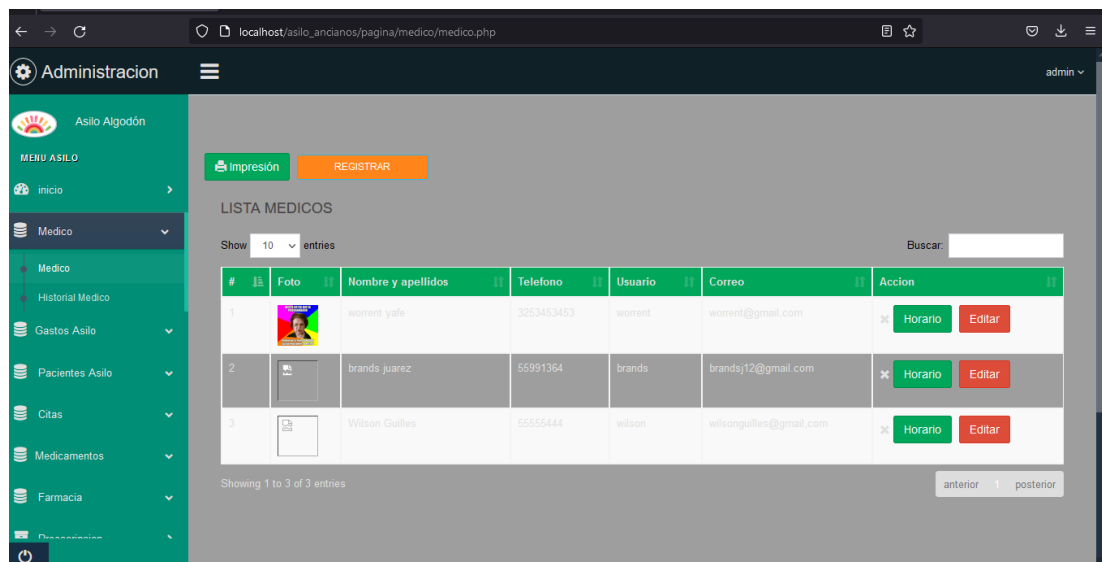 localhost/asilo_ancianos/pagina/medico/medico.php
Administracion
admin
Asilo Algodón
MENU ASILO
inicio
Medico
Medico
Historial Medico
Gastos Asilo
Pacientes Asilo
Citas
Medicamentos
Farmacia
Impresión REGISTRAR
LISTA MEDICOS
Show 10 entries Buscar:
# Foto Nombre y apellidos Telefono Usuario Correo Accion
1 worrent yafe 3253453453 worrent worrent@gmail.com Horario Editar
2 brands juarez 55991364 brands brandsj12@gmail.com Horario Editar
3 Wilson Guilles 55555444 wilson wilsonguilles@gmail.com Horario Editar
Showing 1 to 3 of 3 entries
anterior 1 posterior